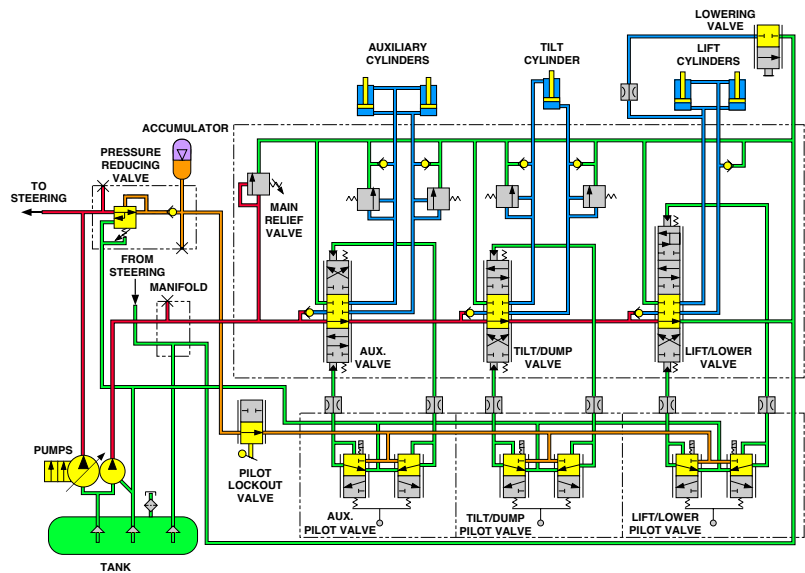 LOWERING
VALVE
AUXILIARY
CYLINDERS
TILT
CYLINDER
LIFT
CYLINDERS
ACCUMULATOR
PRESSURE
REDUCING
VALVE
TO
STEERING
MAIN
RELIEF
VALVE
FROM
STEERING
MANIFOLD
AUX.
VALVE
TILT/DUMP
VALVE
LIFT/LOWER
VALVE
PUMPS
PILOT
LOCKOUT
VALVE
AUX.
PILOT VALVE
TILT/DUMP
PILOT VALVE
LIFT/LOWER
PILOT VALVE
TANK